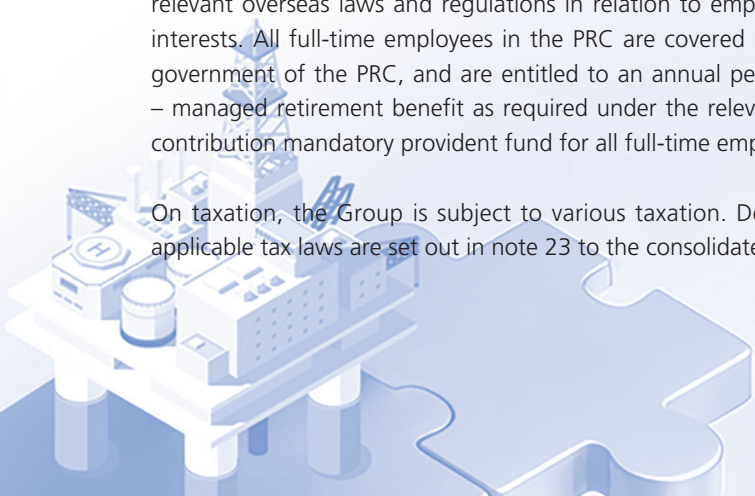 relevant overseas laws and regulations in relation to emp
interests. All full-time employees in the PRC are covered
government of the PRC, and are entitled to an annual pe
– managed retirement benefit as required under the relev
contribution mandatory provident fund for all full-time emp
On taxation, the Group is subject to various taxation. De
applicable tax laws are set out in note 23 to the consolidate
H